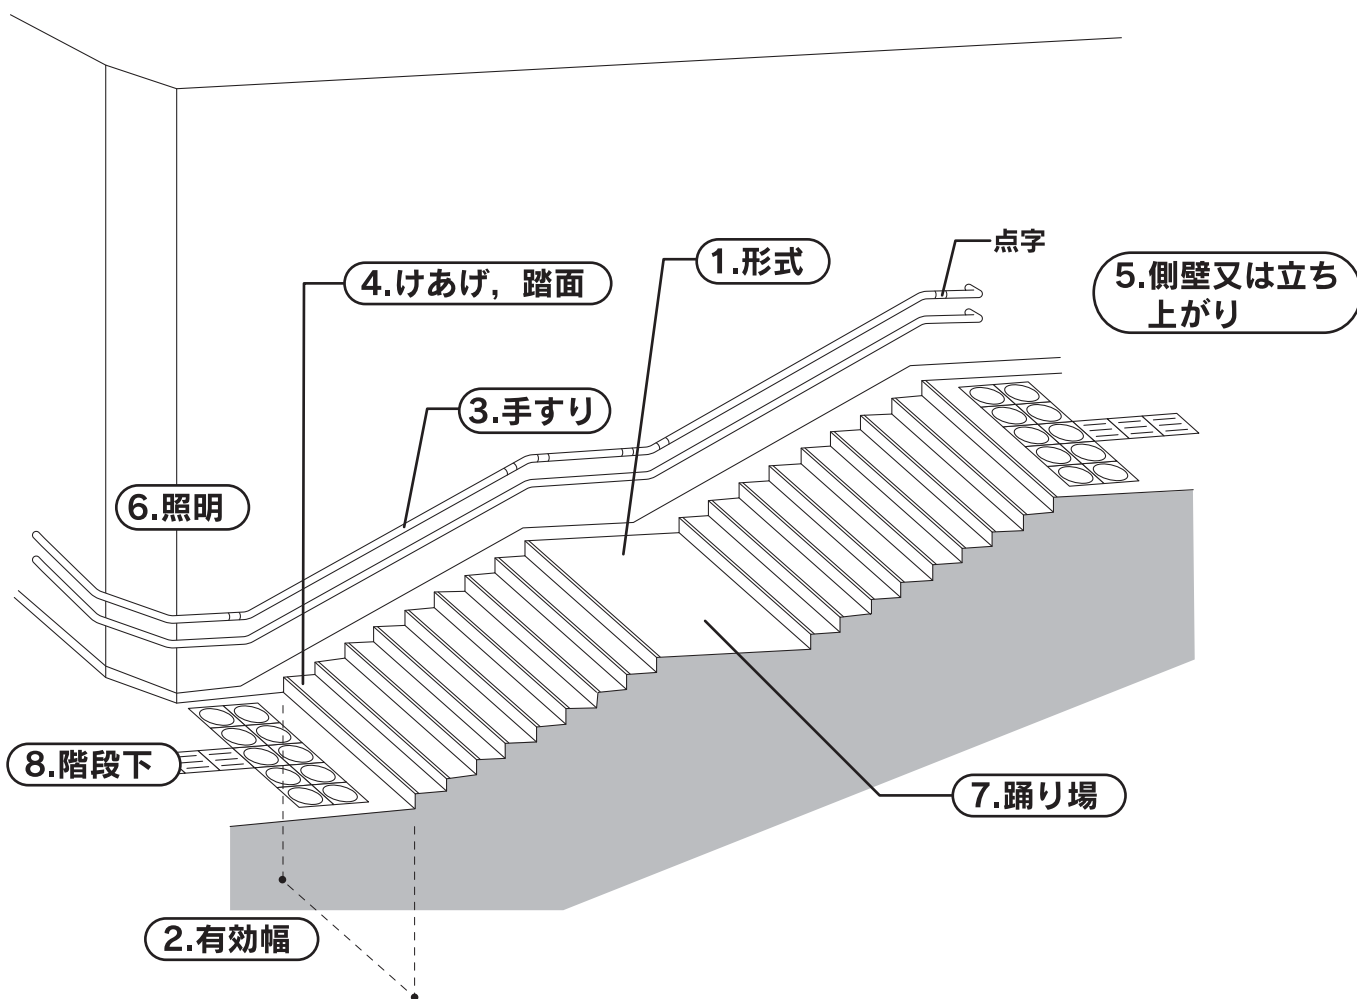 点字
1.形式
5.側壁又は立ち
上がり
4.けあげ，踏面
3.手すり
6.照明
8.階段下
7.踊り場
2.有効幅